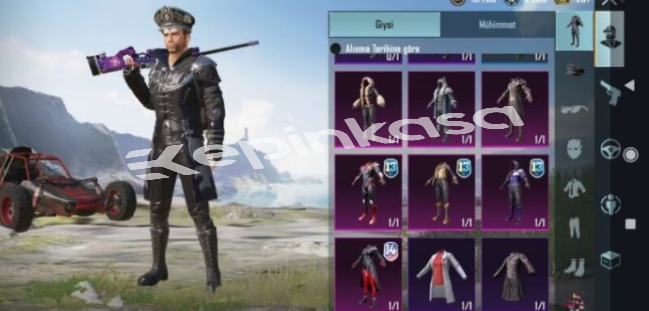 Giysi
Mühimmat
Alınma Tarihine göre
1/1 1/1 1/1
epinkasa
13 13 13
1/1 1/1 1/1
14
1/1 1/1 1/1